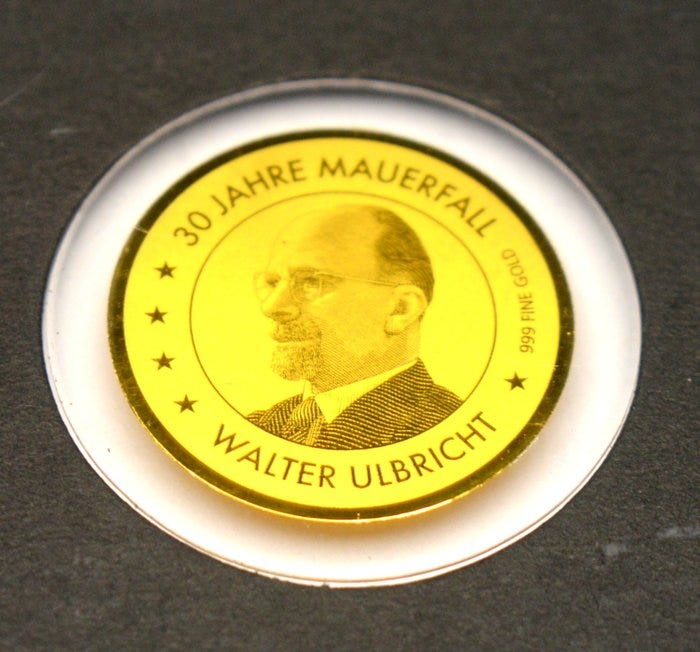 30 JAHRE MAUERFALL
999 FINE GOLD
WALTER ULBRICHT